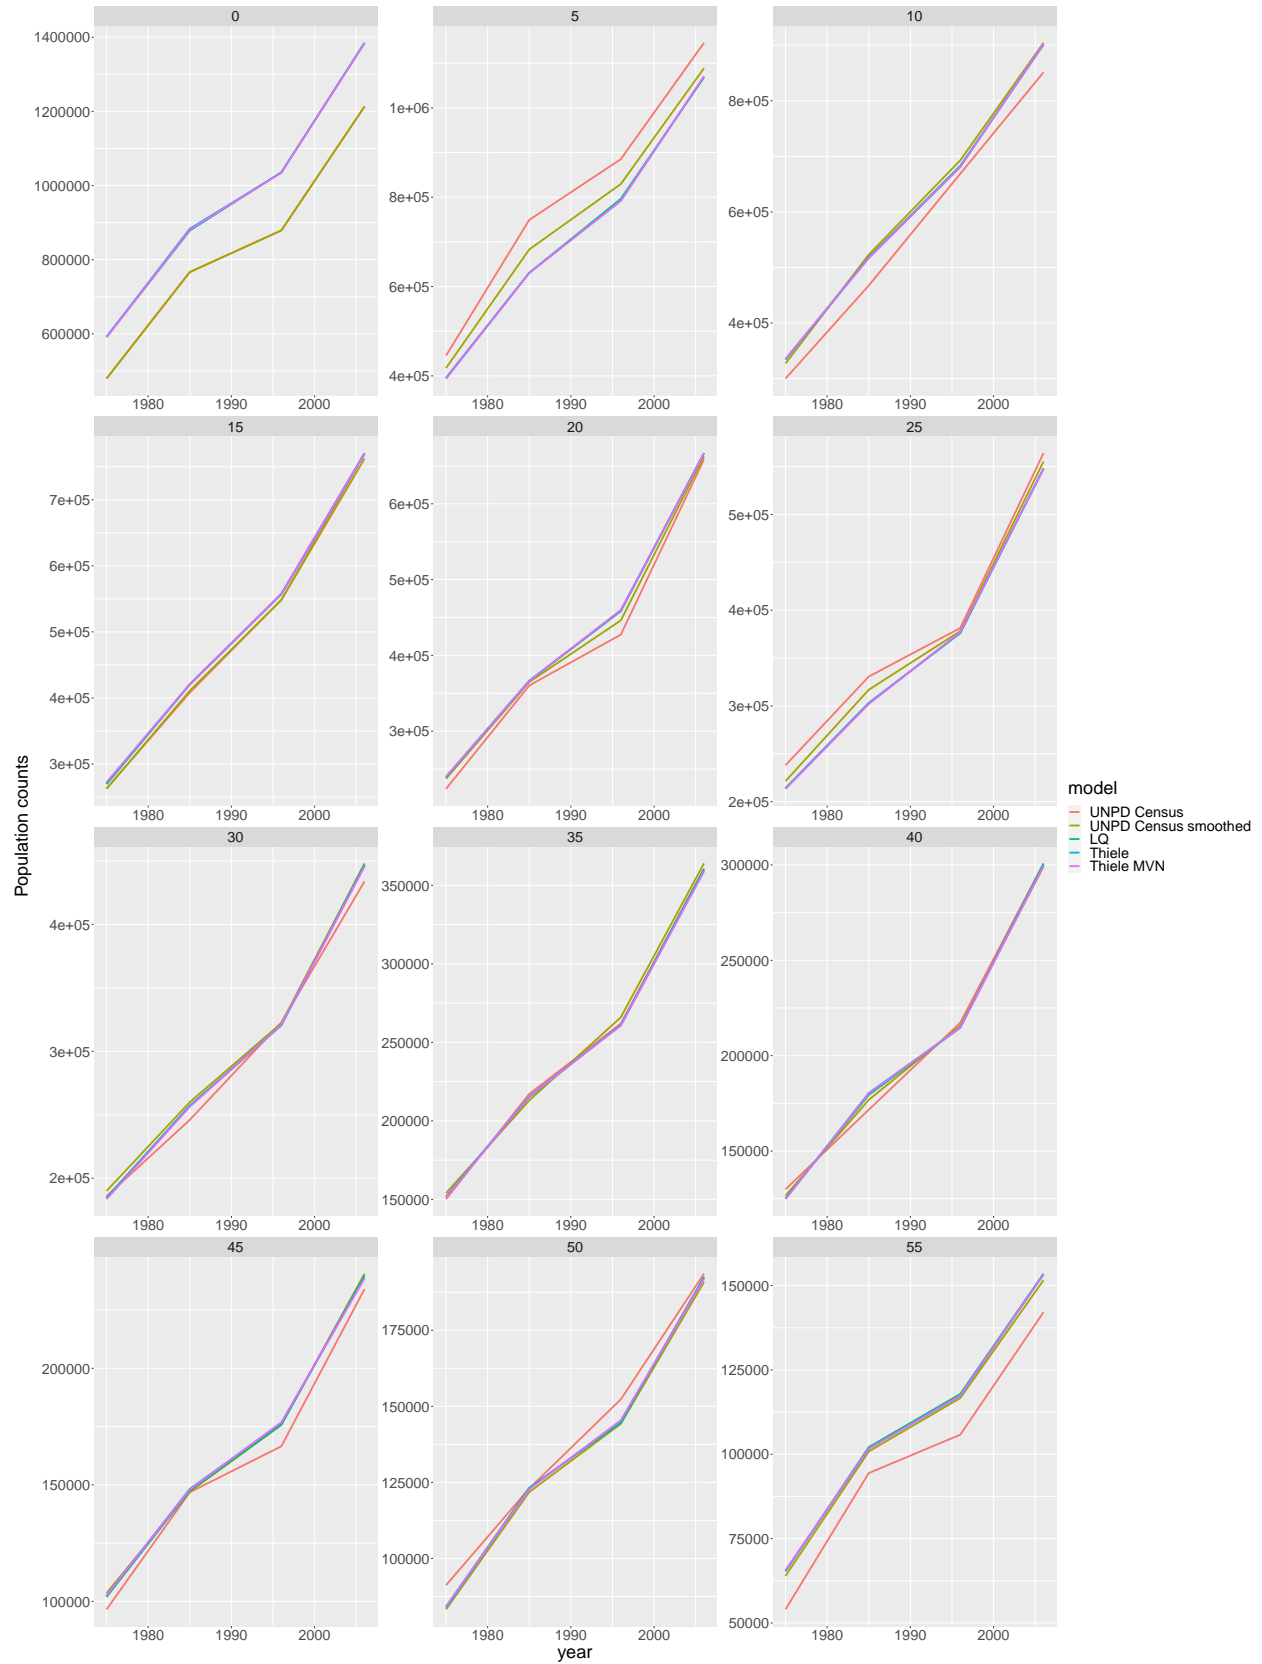 0
5
10
1400000
1200000
1000000
800000
600000
1e+06
8e+05
6e+05
4e+05
8e+05
6e+05
4e+05
1980 1990 2000
1980 1990 2000
1980 1990 2000
15
20
25
7e+05
6e+05
5e+05
4e+05
3e+05
6e+05
5e+05
4e+05
3e+05
5e+05
4e+05
3e+05
2e+05
1980 1990 2000
1980 1990 2000
1980 1990 2000
30
35
40
4e+05
3e+05
2e+05
350000
300000
250000
200000
150000
300000
250000
200000
150000
1980 1990 2000
1980 1990 2000
1980 1990 2000
45
50
55
200000
150000
100000
175000
150000
125000
100000
150000
125000
100000
75000
50000
1980 1990 2000
1980 1990 2000
1980 1990 2000
year
Population counts
model
UNPD Census
UNPD Census smoothed
LQ
Thiele
Thiele MVN